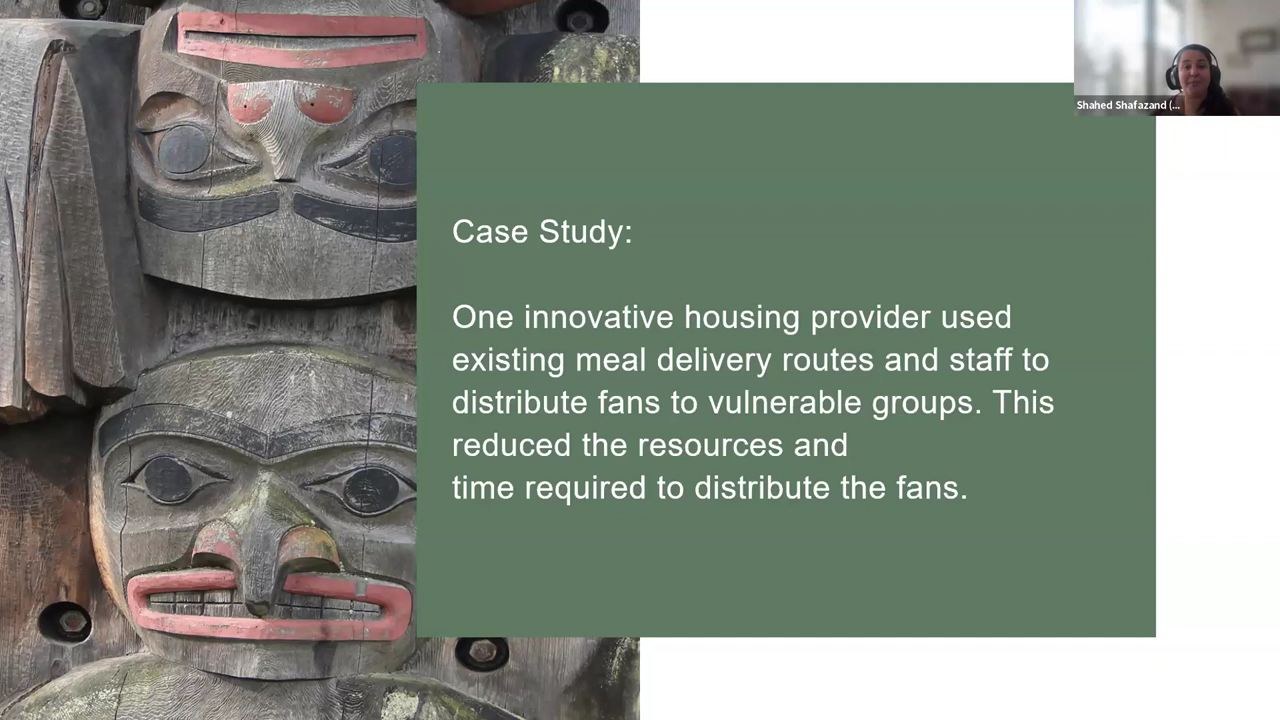 Shahed Shafazand (...
Case Study:
One innovative housing provider used
existing meal delivery routes and staff to
distribute fans to vulnerable groups. This
reduced the resources and
time required to distribute the fans.